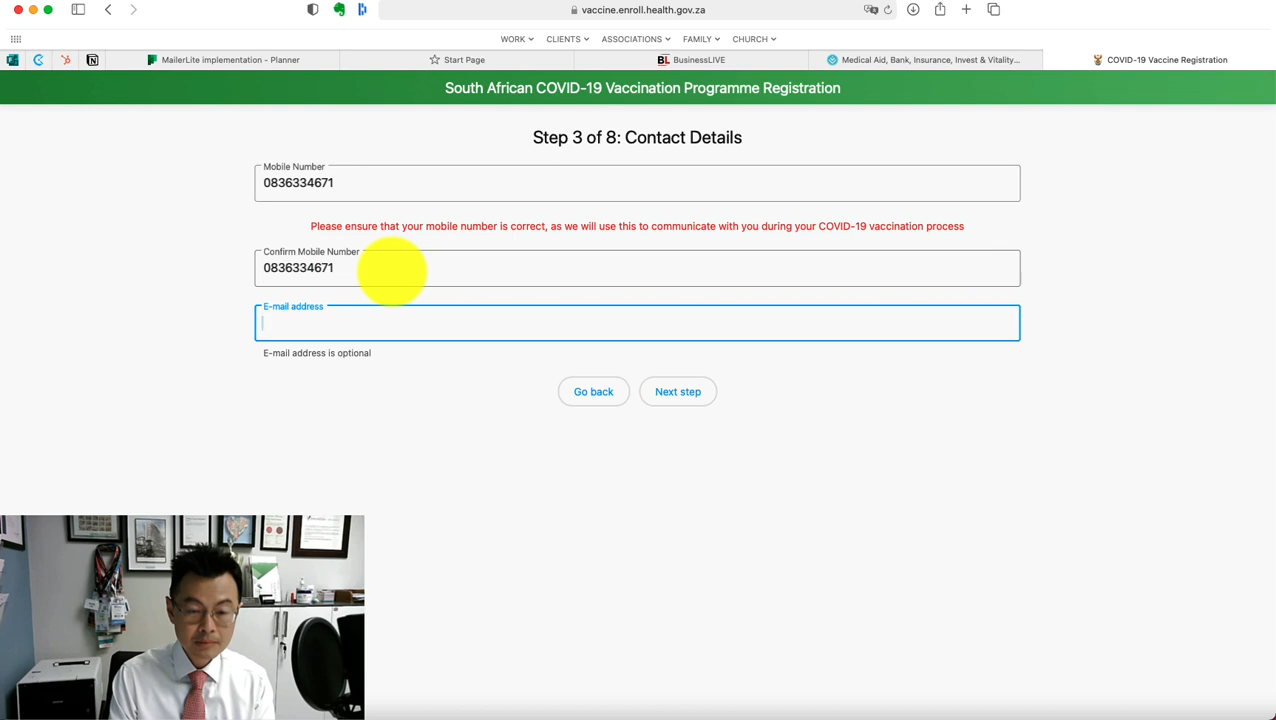 vaccine.enroll.health.gov.za
WORK CLIENTS ASSOCIATIONS FAMILY CHURCH
MailerLite implementation - Planner
Start Page
BL BusinessLIVE
Medical Aid, Bank, Insurance, Invest & Vitality...
COVID-19 Vaccine Registration
South African COVID-19 Vaccination Programme Registration
Step 3 of 8: Contact Details
Mobile Number
0836334671
Please ensure that your mobile number is correct, as we will use this to communicate with you during your COVID-19 vaccination process
Confirm Mobile Number
0836334671
E-mail address
E-mail address is optional
Go back Next step